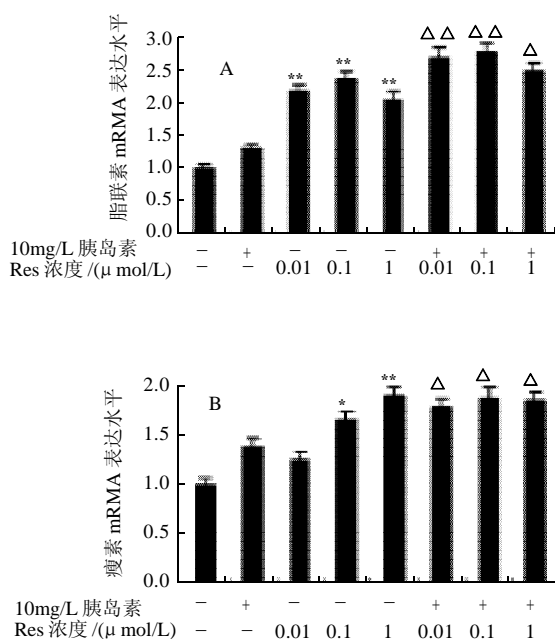 △ △ △ △ △
3.0
A
** ** **
2.5
2.0
1.5
1.0
0.5
0.0
脂联素 mRMA 表达水平
10mg/L 胰岛素 − + − − − + + +
Res 浓度 /(μ mol/L) − − 0.01 0.1 1 0.01 0.1 1
2.0
B
* ** △ △ △
1.5
1.0
0.5
0.0
瘦素 mRMA 表达水平
10mg/L 胰岛素 − + − − − + + +
Res 浓度 /(μ mol/L) − − 0.01 0.1 1 0.01 0.1 1